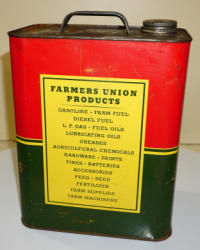 FARMERS UNION
PRODUCTS
GASOLINE - FARM FUEL
DIESEL FUEL
L. P. GAS - FUEL OILS
LUBRICATING OILS
GREASES
AGRICULTURAL CHEMICALS
HARDWARE - PAINTS
TIRES - BATTERIES
ACCESSORIES
FEED - SEED
FERTILIZER
FARM SUPPLIES
FARM MACHINERY